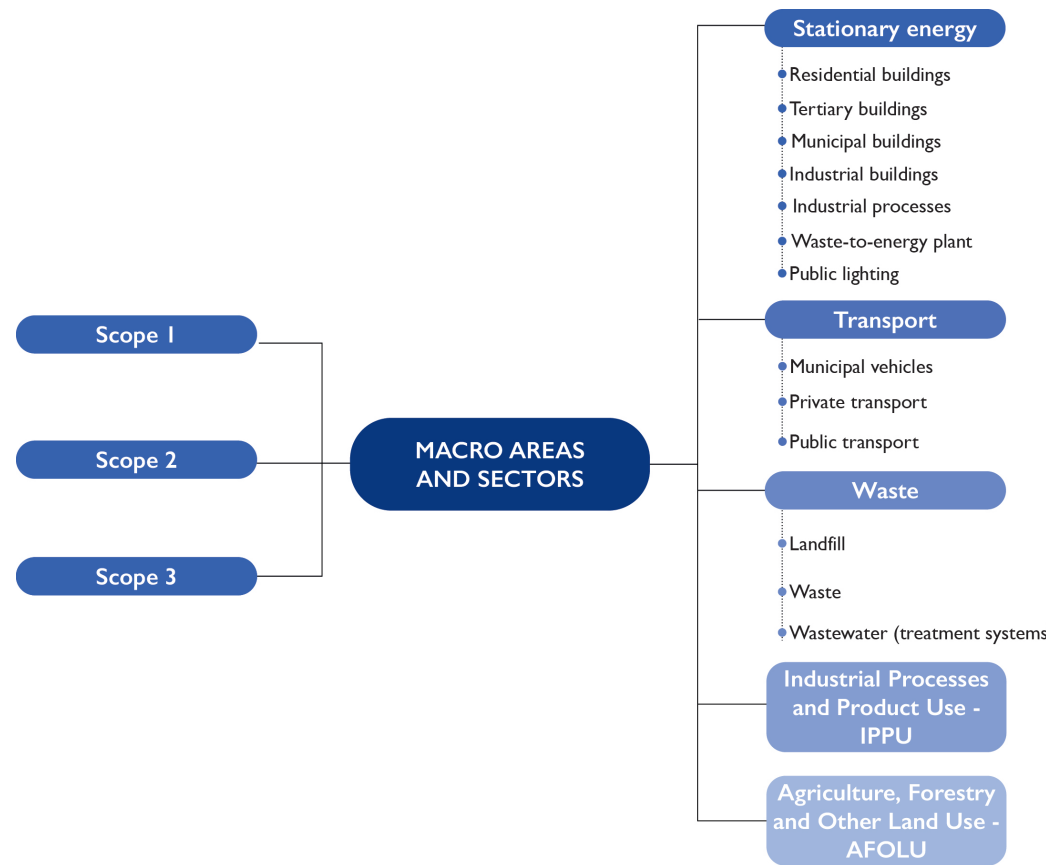 Scope 1
Scope 2
Scope 3
MACRO AREAS
AND SECTORS
Stationary energy
Residential buildings
Tertiary buildings
Municipal buildings
Industrial buildings
Industrial processes
Waste-to-energy plant
Public lighting
Transport
Municipal vehicles
Private transport
Public transport
Waste
Landfill
Waste
Wastewater (treatment systems
Industrial Processes
and Product Use -
IPPU
Agriculture, Forestry
and Other Land Use -
AFOLU